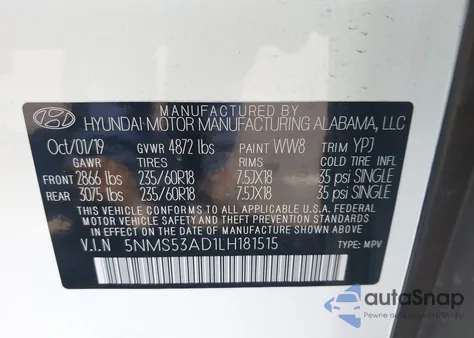 MANUFACTURED BY
HYUNDAI MOTOR MANUFACTURING ALABAMA, LLC
Oct/01/19 GVWR 4872 lbs PAINT WW8 TRIM YPJ
GAWR TIRES RIMS COLD TIRE INFL
FRONT 2866 lbs 235/60R18 7.5JX18 35 psi SINGLE
REAR 3075 lbs 235/60R18 7.5JX18 35 psi SINGLE
THIS VEHICLE CONFORMS TO ALL APPLICABLE U.S.A. FEDERAL
MOTOR VEHICLE SAFETY AND THEFT PREVENTION STANDARDS
IN EFFECT ON THE DATE OF MANUFACTURE SHOWN ABOVE.
V.I.N 5NMS53AD1LH181515 TYPE: MPV
autoSnap